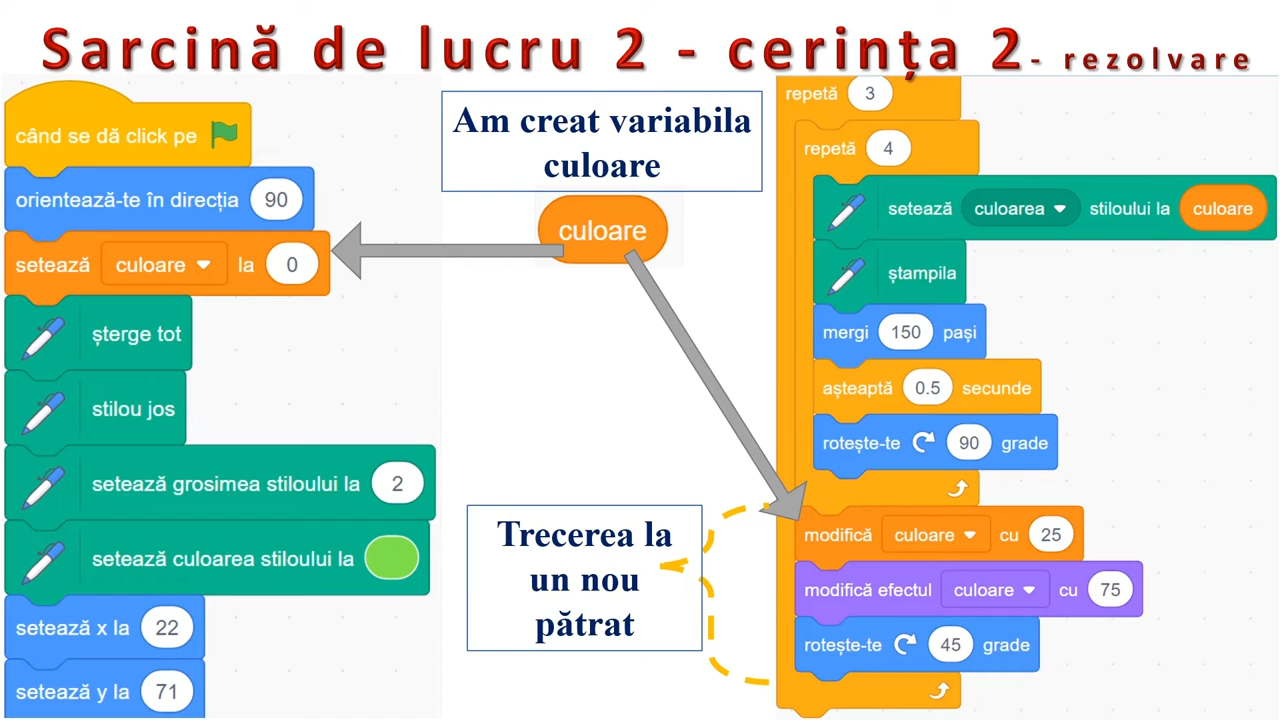 Sarcină de lucru 2 - cerința 2 - rezolvare
când se dă click pe
orientează-te în direcția 90
setează culoare la 0
șterge tot
stilou jos
setează grosimea stiloului la 2
setează culoarea stiloului la
setează x la 22
setează y la 71
Am creat variabila
culoare
culoare
Trecerea la
un nou
pătrat
repetă 3
repetă 4
setează culoarea stiloului la culoare
ștampila
mergi 150 pași
așteaptă 0.5 secunde
rotește-te 90 grade
modifică culoare cu 25
modifică efectul culoare cu 75
rotește-te 45 grade